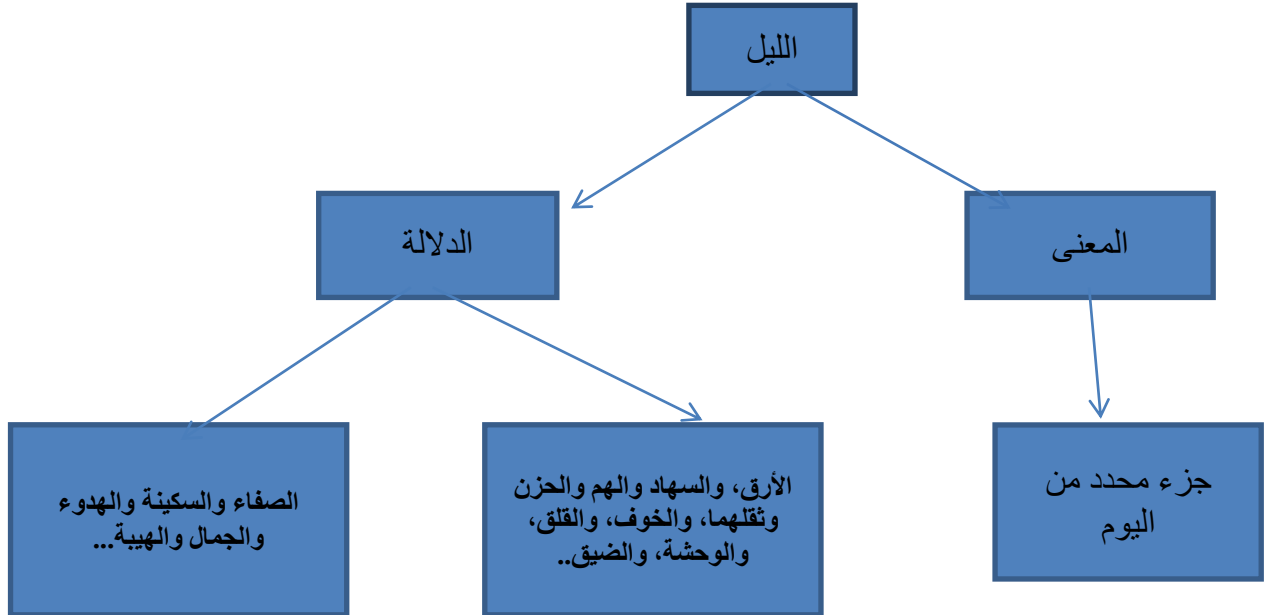 الليل
المعنى
الدلالة
جزء محدد من
اليوم
الأرق، والسهاد والهم والحزن
وثقلهما، والخوف، والقلق،
والوحشة، والضيق..
الصفاء والسكينة والهدوء
والجمال والهيبة...